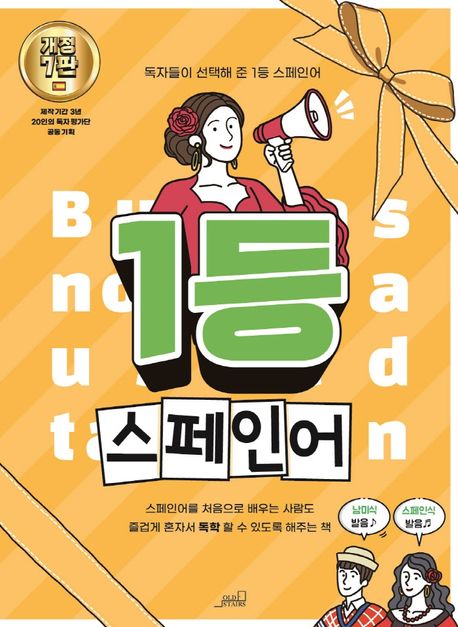 개정
7판
제작기간 3년
20인의 독자 평가단
공동 기획
독자들이 선택해 준 1등 스페인어
1등
스페인어
스페인어를 처음으로 배우는 사람도
즐겁게 혼자서 독학 할 수 있도록 해주는 책
남미식
발음♪
스페인식
발음♬
OLD
STAIRS